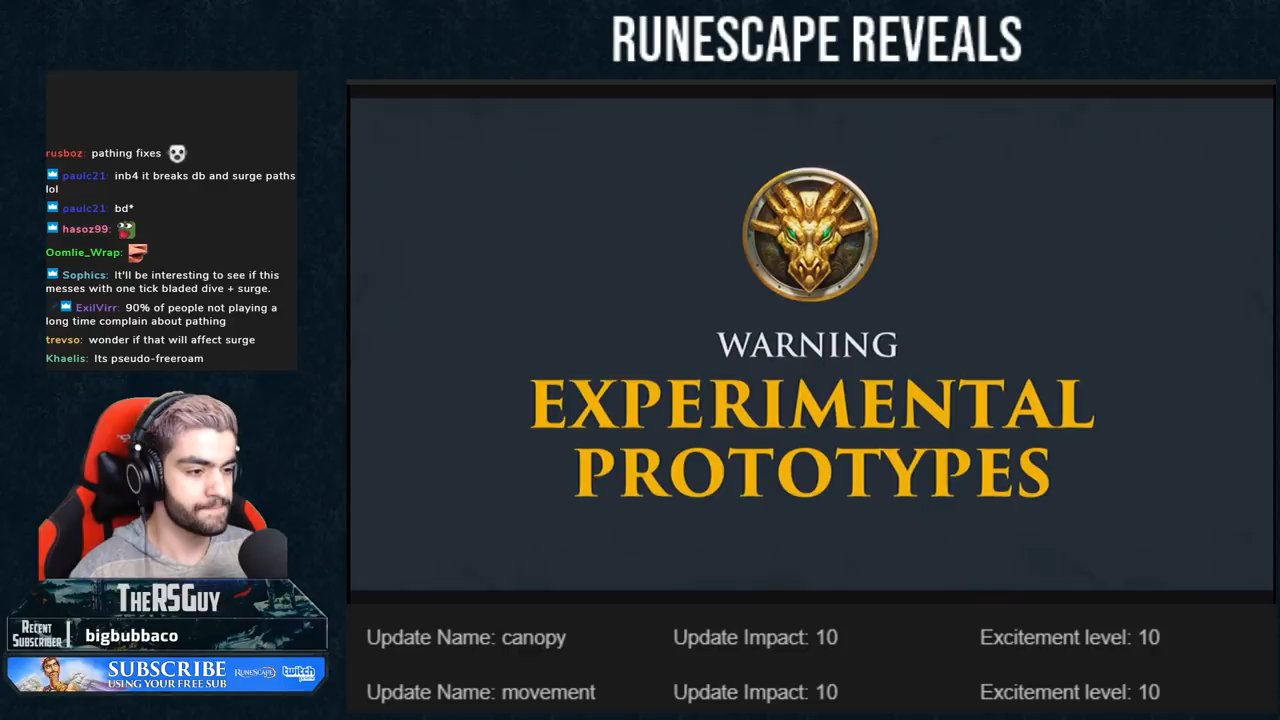 RUNESCAPE REVEALS
rusboz: pathing fixes
paulc21: inb4 it breaks db and surge paths
lol
paulc21: bd*
hasoz99:
Oomlie_Wrap:
Sophics: It'll be interesting to see if this
messes with one tick bladed dive + surge.
ExilVirr: 90% of people not playing a
long time complain about pathing
trevso: wonder if that will affect surge
Khaelis: Its pseudo-freeroam
WARNING
EXPERIMENTAL
PROTOTYPES
THERSGUY
RECENT
SUBSCRIBER
bigbubbaco
SUBSCRIBE
USING YOUR FREE SUB
RUNESCAPE
twitch
prime
Update Name: canopy Update Impact: 10 Excitement level: 10
Update Name: movement Update Impact: 10 Excitement level: 10